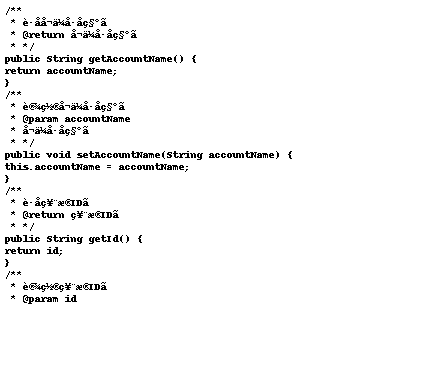 /**
* è·åå¬ä¼å·åç§°ã
* @return å¬ä¼å·åç§°ã
* */
public String getAccountName() {
return accountName;
}
/**
* è®¾ç½®å¬ä¼å·åç§°ã
* @param accountName
* å¬ä¼å·åç§°ã
* */
public void setAccountName(String accountName) {
this.accountName = accountName;
}
/**
* è·åç¥¨æ®IDã
* @return ç¥¨æ®IDã
* */
public String getId() {
return id;
}
/**
* è®¾ç½®ç¥¨æ®IDã
* @param id